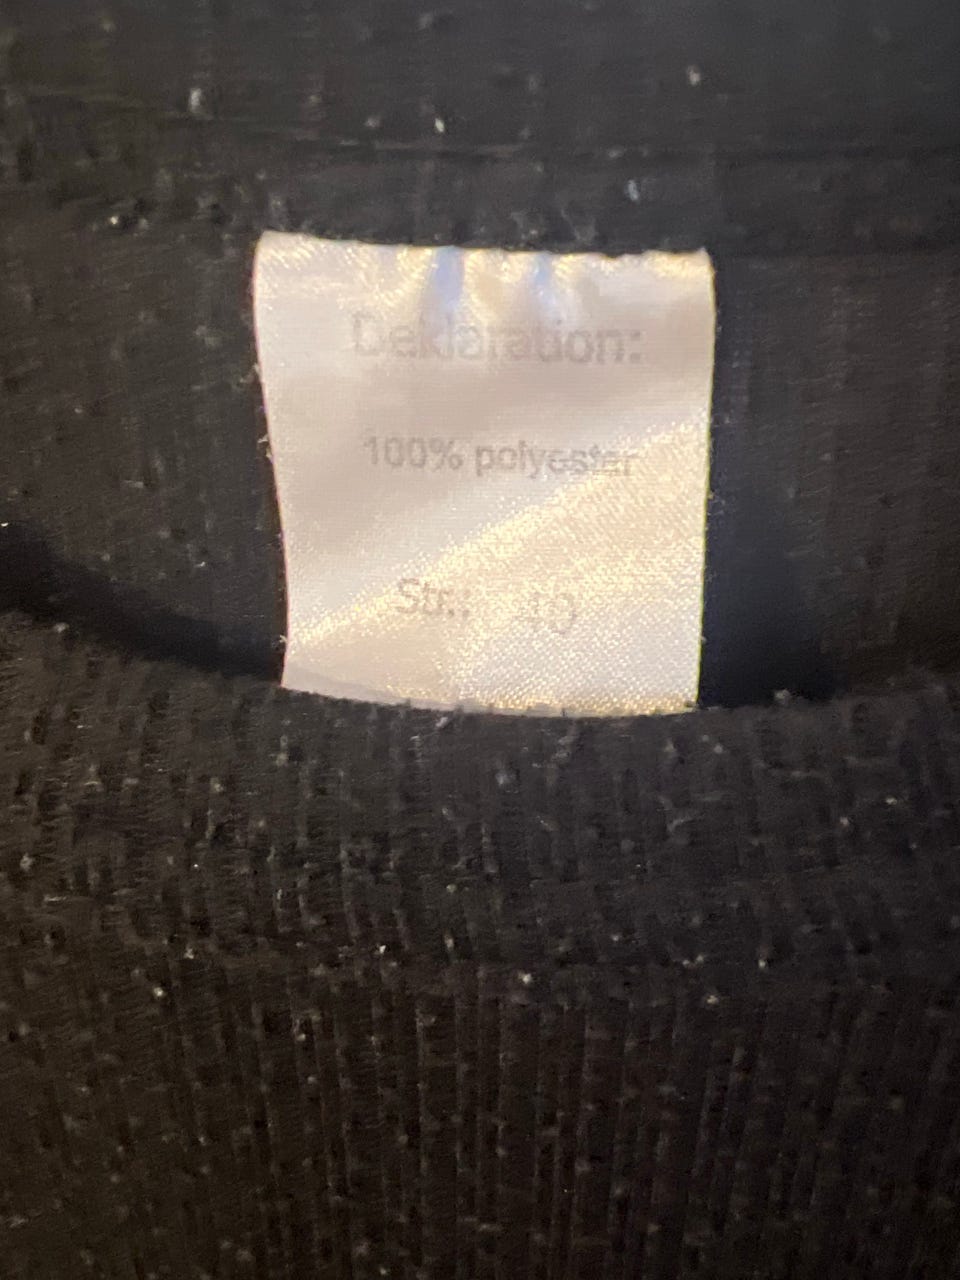 Deklaration:
100% polyester
Str.: 40